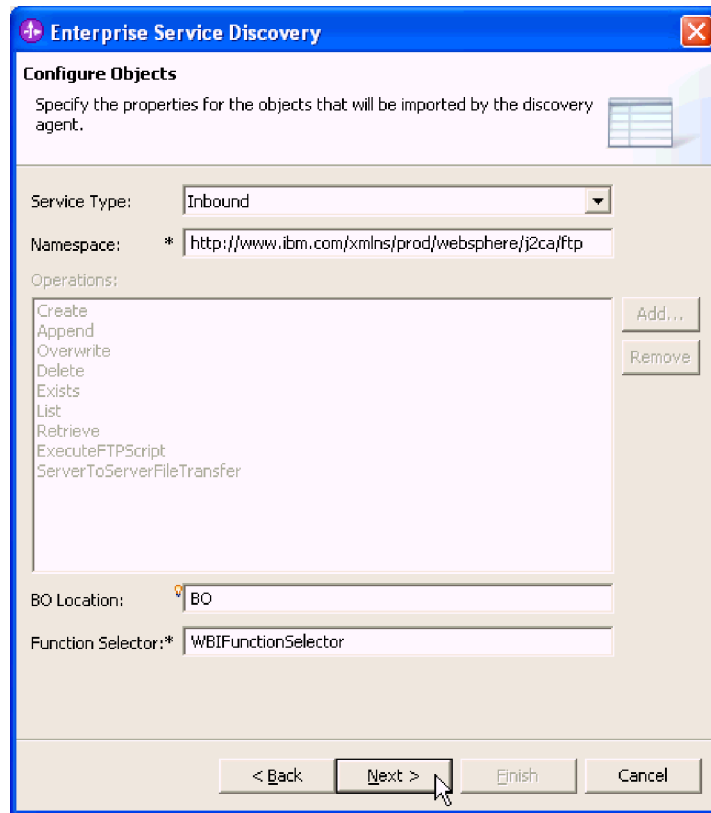 Enterprise Service Discovery
Configure Objects
Specify the properties for the objects that will be imported by the discovery
agent.
Service Type: Inbound
Namespace: * http://www.ibm.com/xmlns/prod/websphere/j2ca/ftp
Operations:
Create
Add...
Append
Overwrite
Remove
Delete
Exists
List
Retrieve
ExecuteFTPScript
ServerToServerFileTransfer
BO Location: BO
Function Selector:* WBIFunctionSelector
< Back Next > Finish Cancel